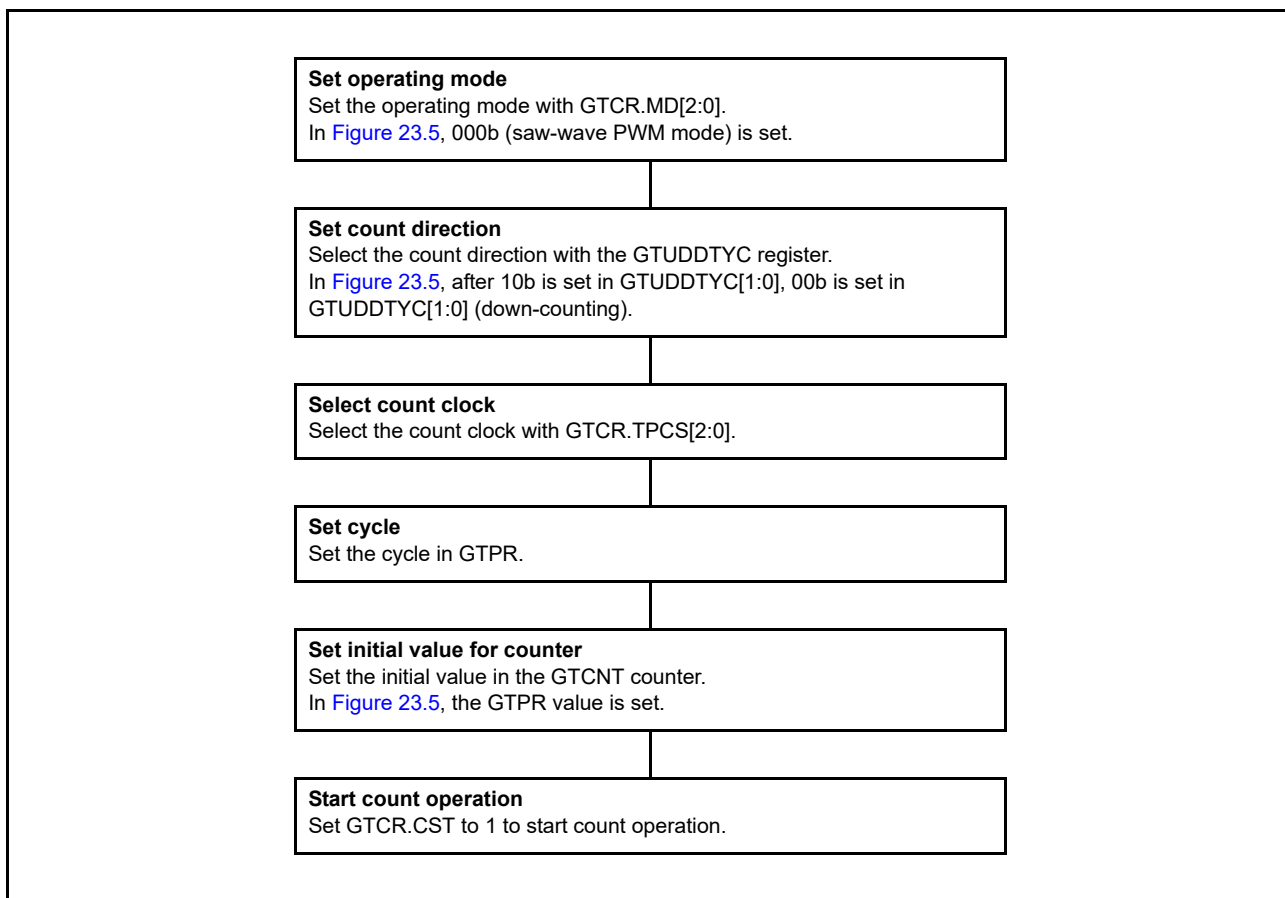 Set operating mode
Set the operating mode with GTCR.MD[2:0].
In Figure 23.5, 000b (saw-wave PWM mode) is set.
Set count direction
Select the count direction with the GTUDDTYC register.
In Figure 23.5, after 10b is set in GTUDDTYC[1:0], 00b is set in
GTUDDTYC[1:0] (down-counting).
Select count clock
Select the count clock with GTCR.TPCS[2:0].
Set cycle
Set the cycle in GTPR.
Set initial value for counter
Set the initial value in the GTCNT counter.
In Figure 23.5, the GTPR value is set.
Start count operation
Set GTCR.CST to 1 to start count operation.